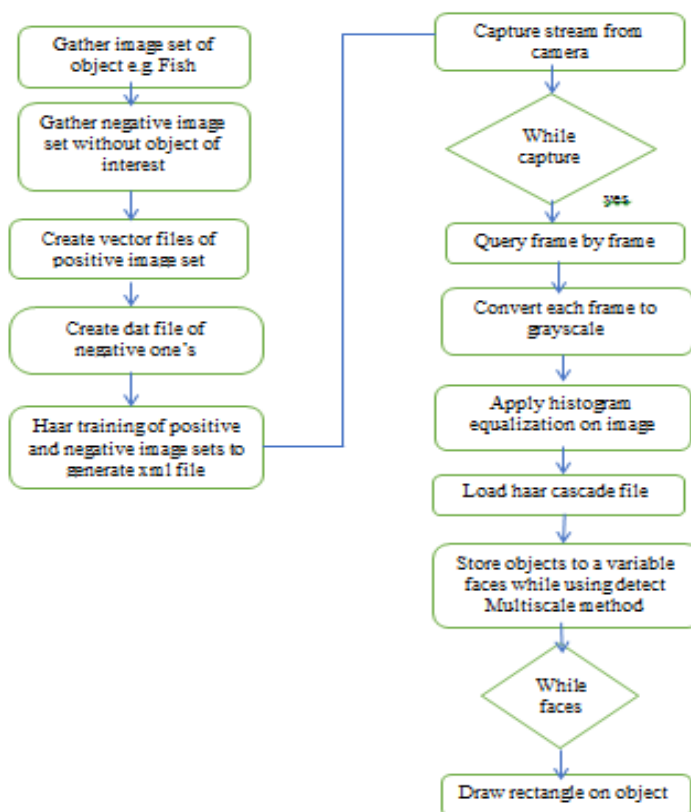 Gather image set of
object e.g. Fish
Gather negative image
set without object of
interest
Create vector files of
positive image set
Create dat file of
negative one's
Haar training of positive
and negative image sets to
generate xml file
Capture stream from
camera
While
capture
yes
Query frame by frame
Convert each frame to
grayscale
Apply histogram
equalization on image
Load haar cascade file
Store objects to a variable
faces while using detect
Multiscale method
While
faces
Draw rectangle on object